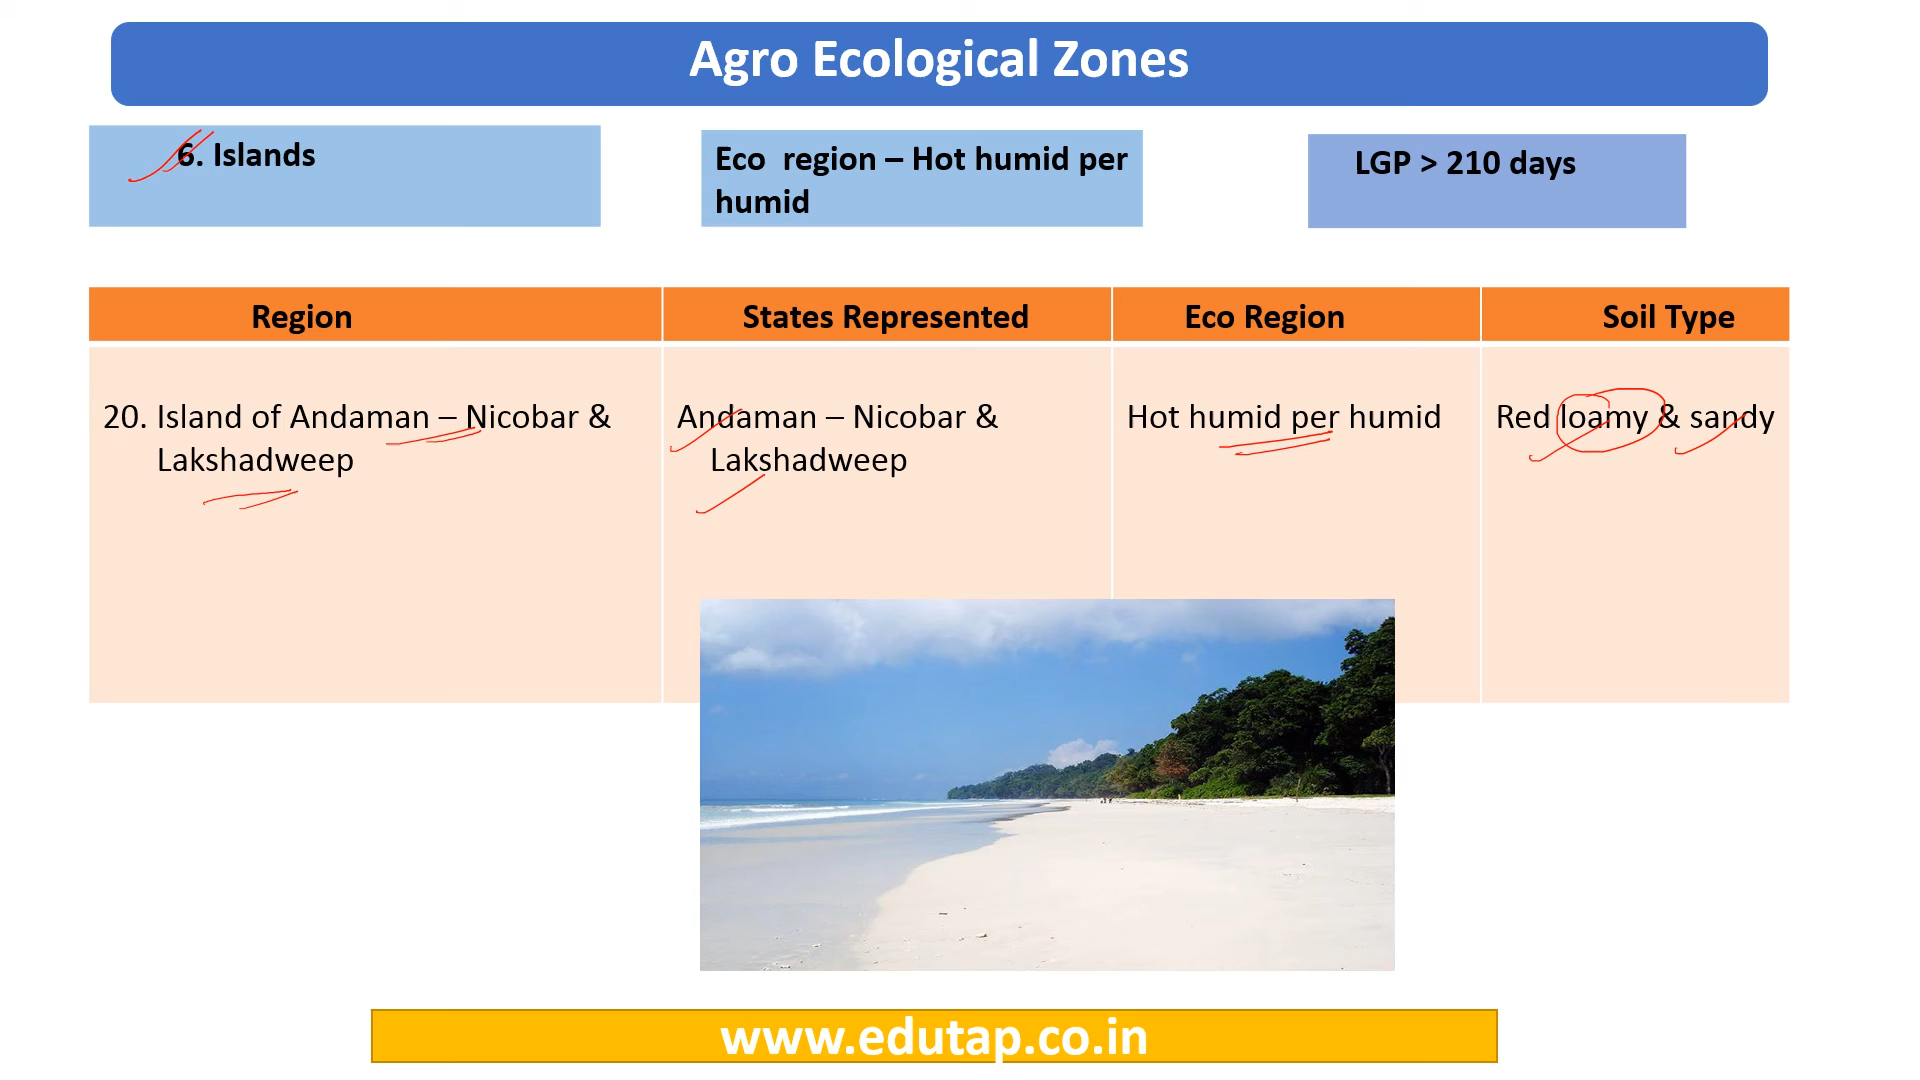 Agro Ecological Zones
6. Islands
Eco  region – Hot humid per
humid
LGP > 210 days
Region
States Represented
Eco Region
Soil Type
20. Island of Andaman – Nicobar &
Lakshadweep
Andaman – Nicobar &
Lakshadweep
Hot humid per humid
Red loamy & sandy
www.edutap.co.in